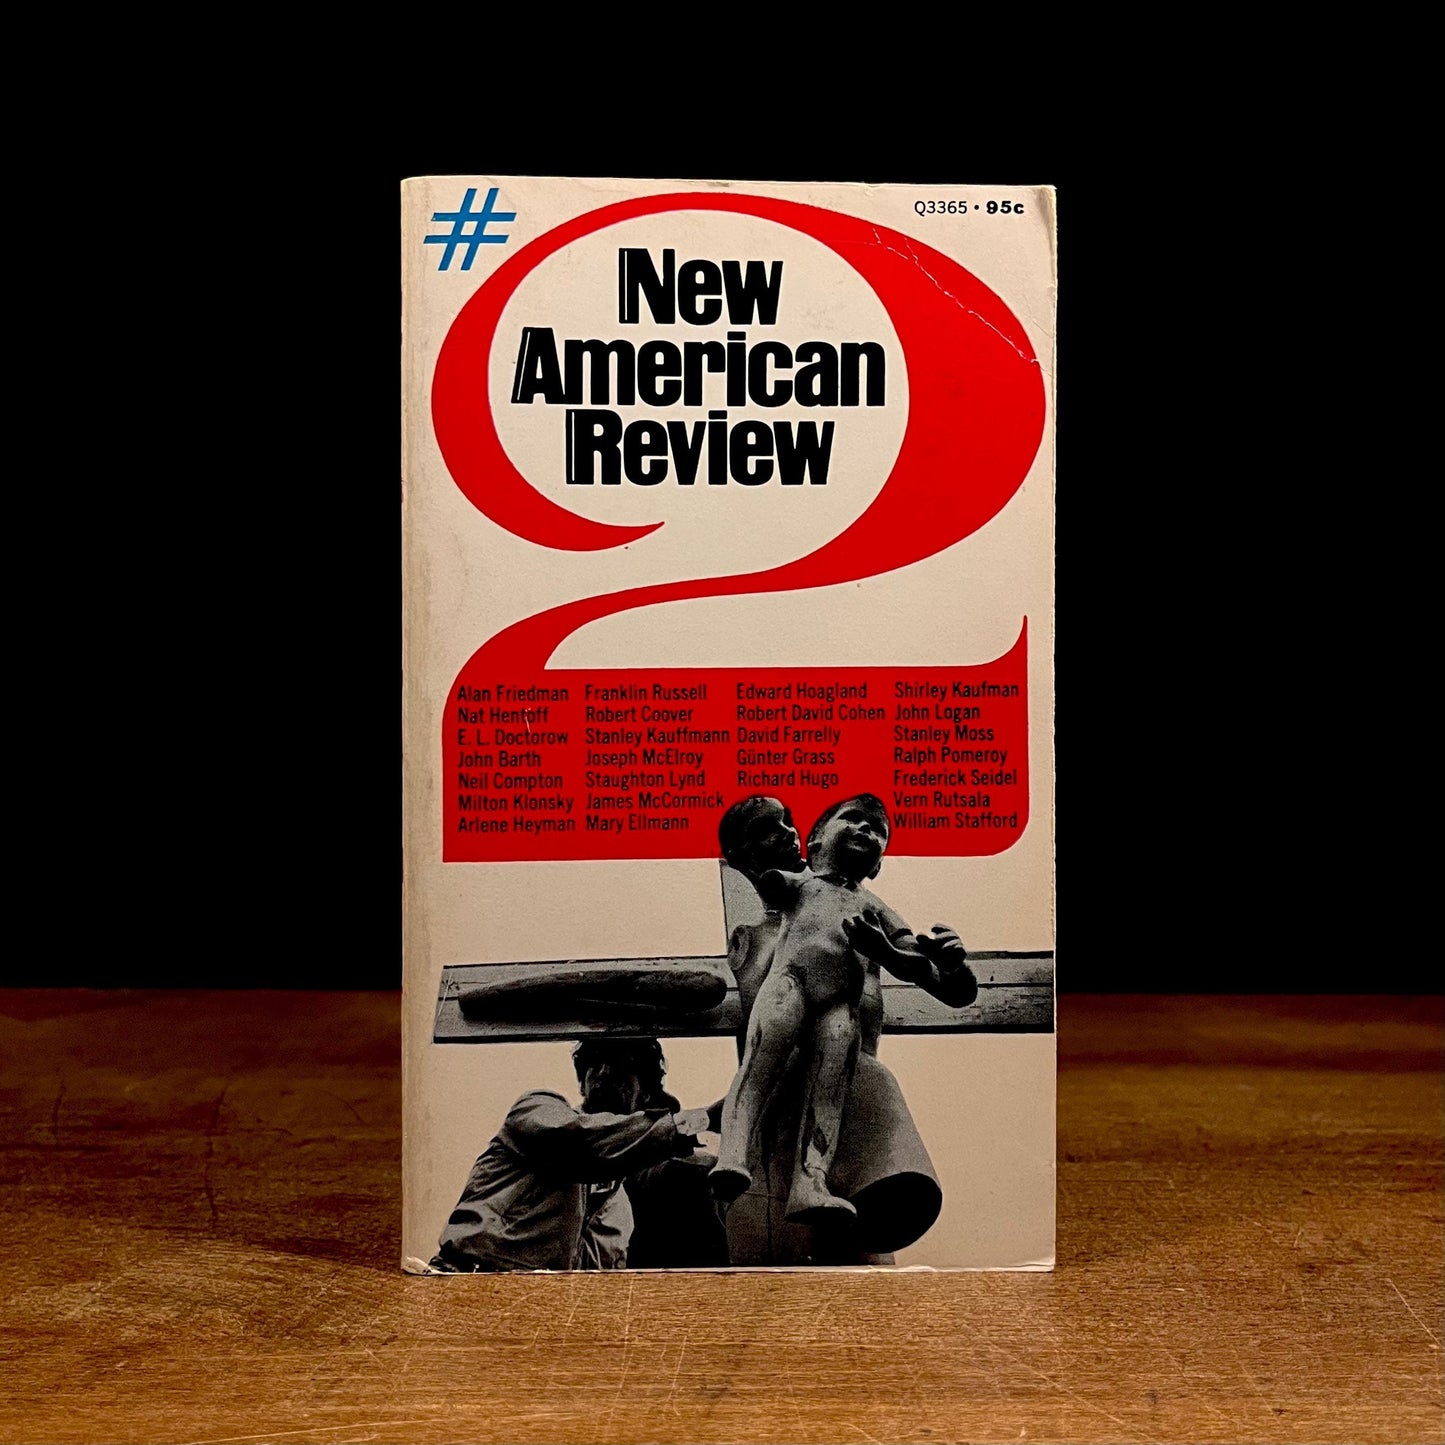 # 2
Q3365 • 95c
New
American
Review
Alan Friedman
Nat Hentoff
E. L. Doctorow
John Barth
Neil Compton
Milton Klonsky
Arlene Heyman
Franklin Russell
Robert Coover
Stanley Kauffmann
Joseph McElroy
Staughton Lynd
James McCormick
Mary Ellmann
Edward Hoagland
Robert David Cohen
David Farrelly
Günter Grass
Richard Hugo
Shirley Kaufman
John Logan
Stanley Moss
Ralph Pomeroy
Frederick Seidel
Vern Rutsala
William Stafford